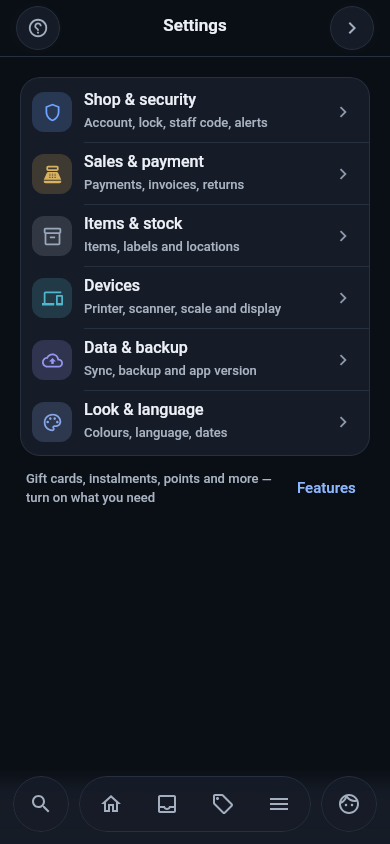 Settings
Shop & security
Account, lock, staff code, alerts
Sales & payment
Payments, invoices, returns
Items & stock
Items, labels and locations
Devices
Printer, scanner, scale and display
Data & backup
Sync, backup and app version
Look & language
Colours, language, dates
Gift cards, instalments, points and more —
turn on what you need
Features